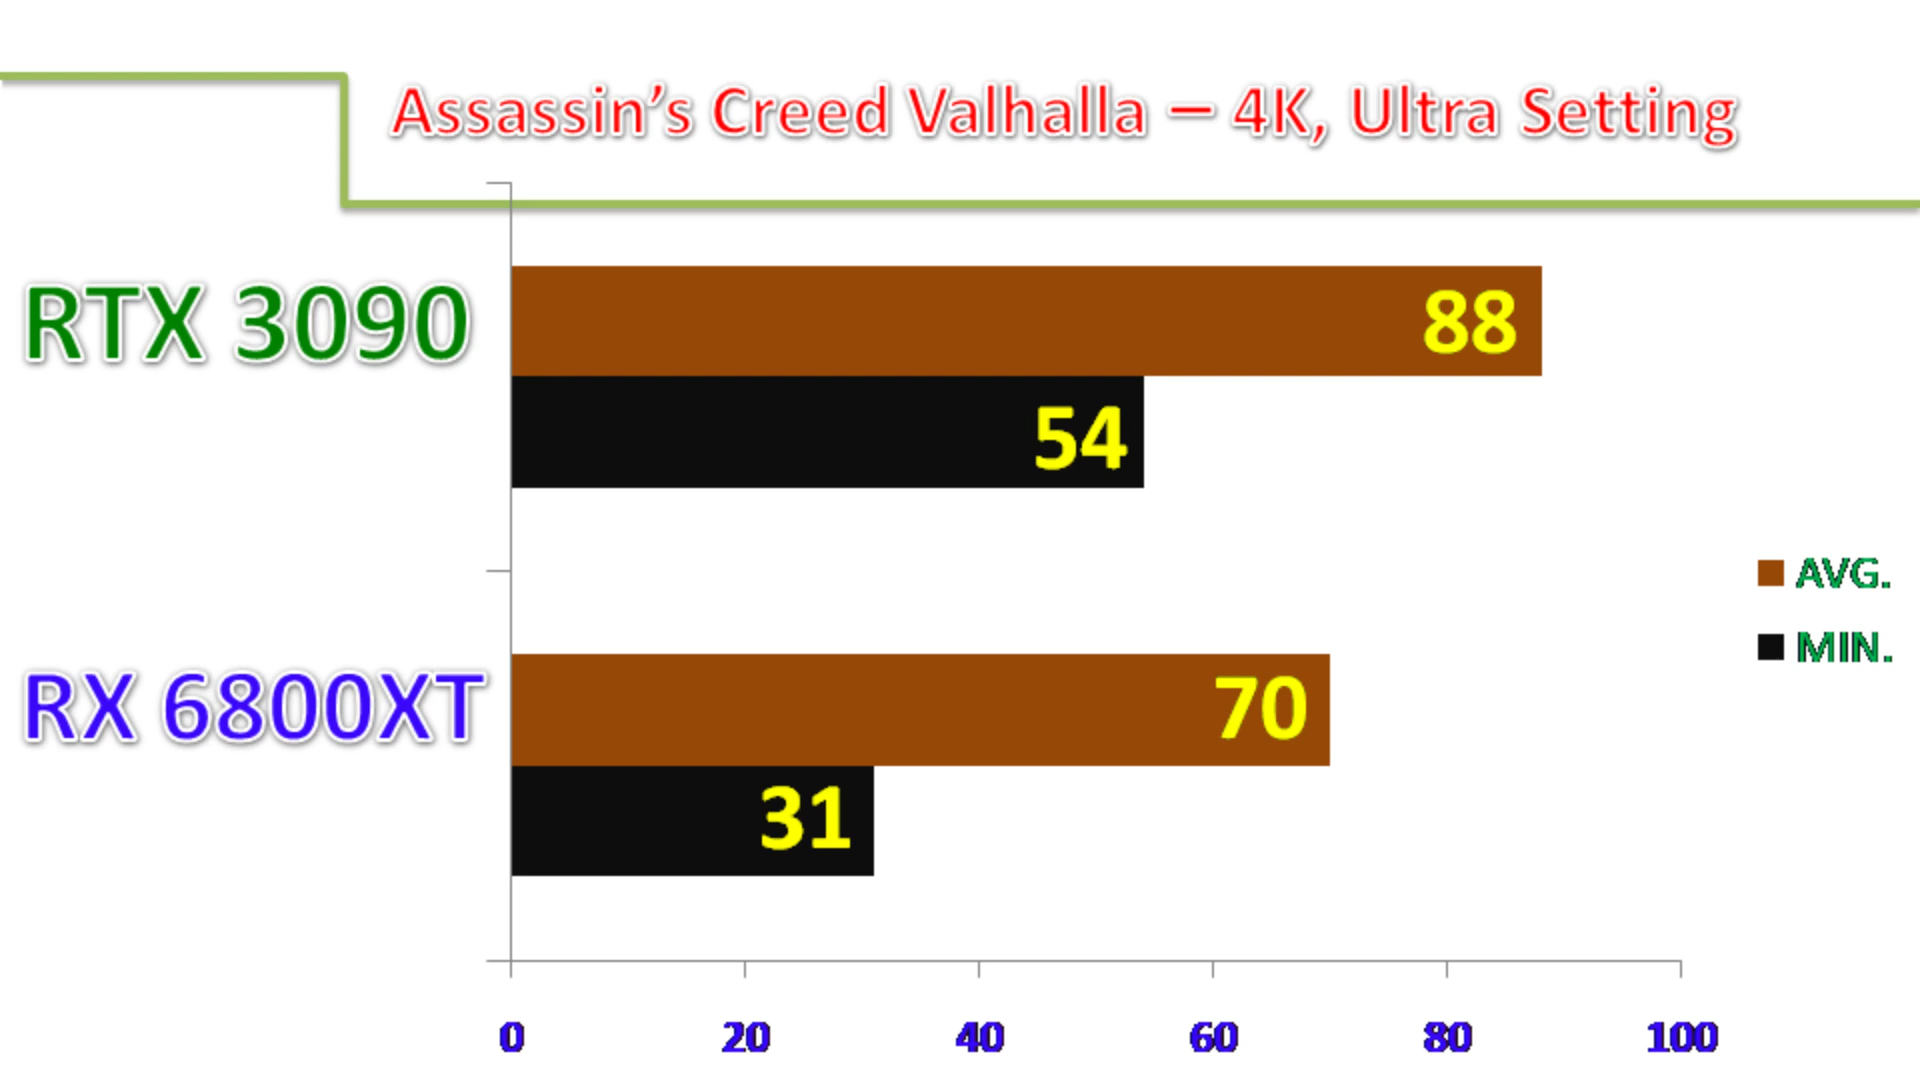 Assassin’s Creed Valhalla – 4K, Ultra Setting
RTX 3090
88
54
AVG.
MIN.
RX 6800XT
70
31
0 20 40 60 80 100